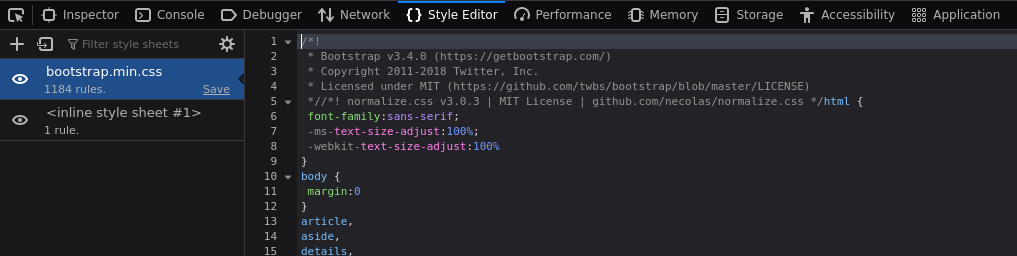 Inspector Console Debugger Network Style Editor Performance Memory Storage Accessibility Application
Filter style sheets
bootstrap.min.css
1184 rules. Save
<inline style sheet #1>
1 rule.
1 /*!
2 * Bootstrap v3.4.0 (https://getbootstrap.com/)
3 * Copyright 2011-2018 Twitter, Inc.
4 * Licensed under MIT (https://github.com/twbs/bootstrap/blob/master/LICENSE)
5 *//*! normalize.css v3.0.3 | MIT License | github.com/necolas/normalize.css */html {
6 font-family:sans-serif;
7 -ms-text-size-adjust:100%;
8 -webkit-text-size-adjust:100%
9 }
10 body {
11 margin:0
12 }
13 article,
14 aside,
15 details,